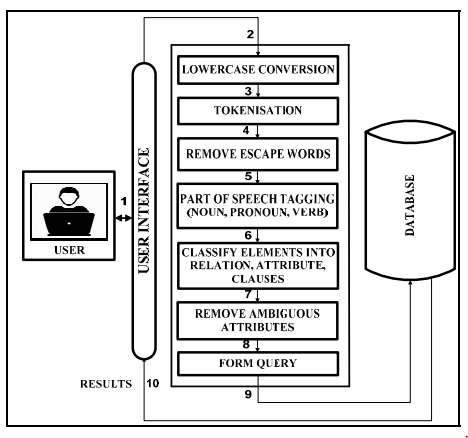 2
LOWERCASE CONVERSION
3
TOKENISATION
4
REMOVE ESCAPE WORDS
5
PART OF SPEECH TAGGING
(NOUN, PRONOUN, VERB)
6
CLASSIFY ELEMENTS INTO
RELATION, ATTRIBUTE,
CLAUSES
7
REMOVE AMBIGUOUS
ATTRIBUTES
8
FORM QUERY
9
1
USER
USER INTERFACE
DATABASE
RESULTS 10